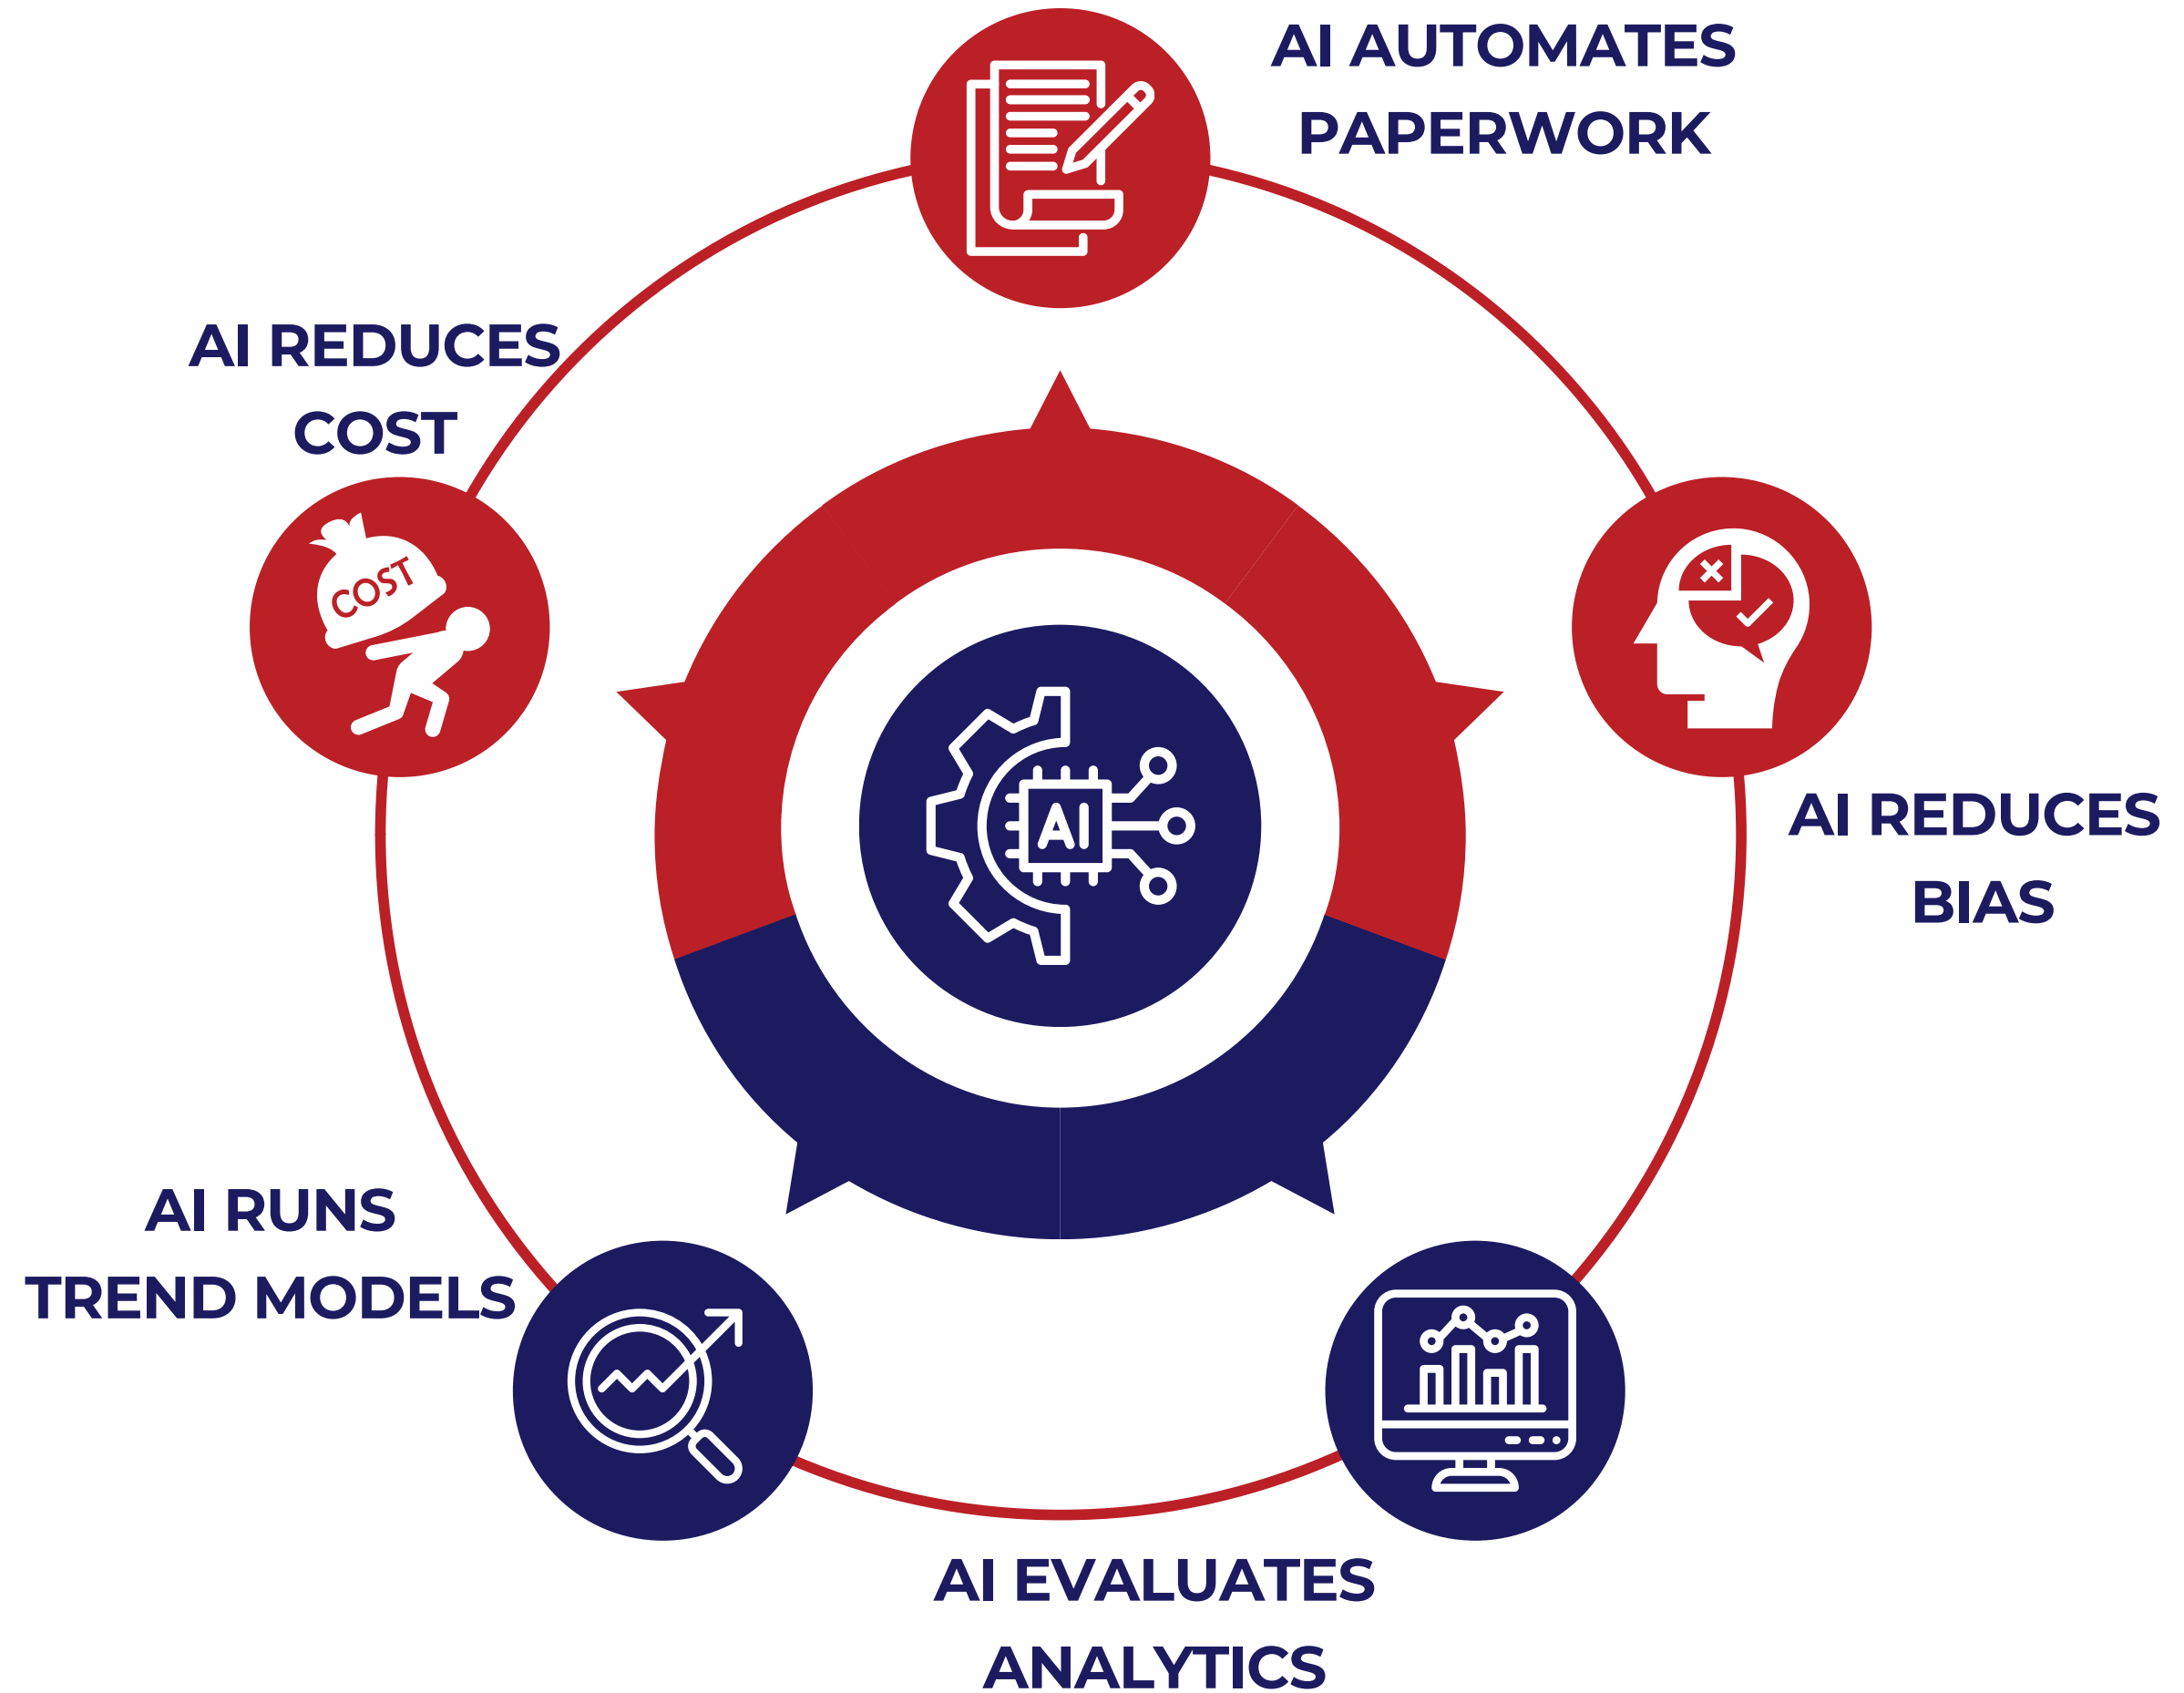 AI AUTOMATES
PAPERWORK
AI REDUCES
COST
COST
AI
AI REDUCES
BIAS
AI RUNS
TREND MODELS
AI EVALUATES
ANALYTICS